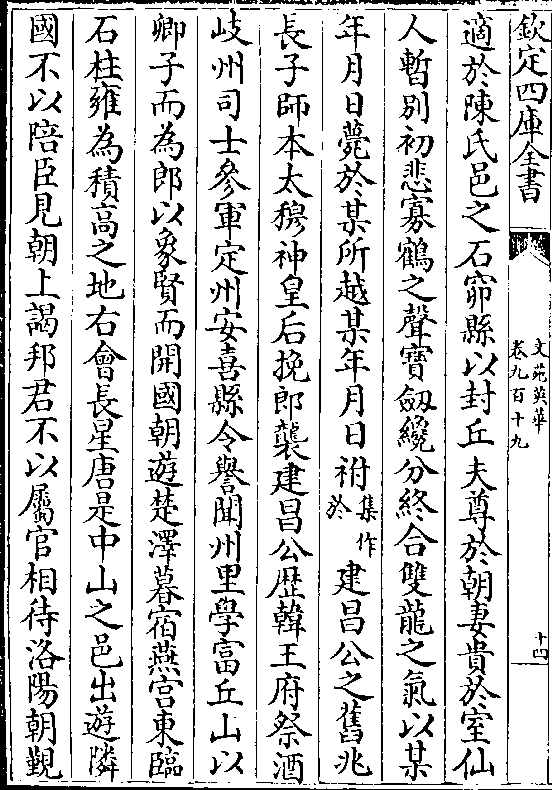 欽定四庫全書
文苑英華
卷九百十九
十四
適於陳氏邑之石窌縣以封丘夫尊於朝妻貴於室仙
人暫別初悲寡鶴之聲寶劔纔分終合雙龍之氣以某
年月日薨於某所越某年月日祔集作於建昌公之舊兆
長子師本太穆神皇后挽郎襲建昌公歴韓王府祭酒
岐州司士參軍定州安喜縣令譽聞州里學富丘山以
卿子而為郎以象賢而開國朝遊楚澤暮宿燕宫東臨
石柱雍為積高之地右會長星唐是中山之邑出遊隣
國不以陪臣見朝上謁邦君不以屬官相待洛陽朝覲